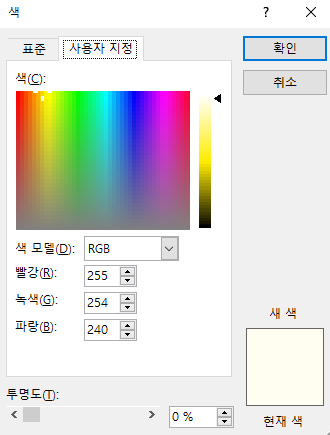 색
?
표준
사용자 지정
확인
취소
색(C):
색 모델(D): RGB
빨강(R): 255
녹색(G): 254
파랑(B): 240
새 색
현재 색
투명도(T):
0 %